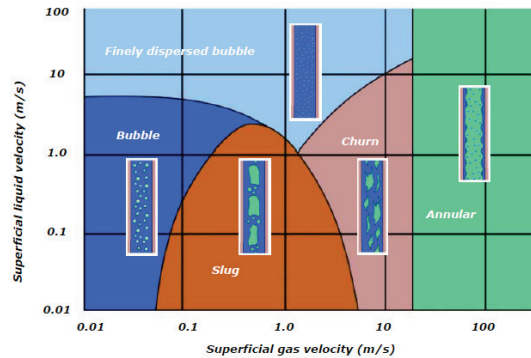 100
Finely dispersed bubble
10
Bubble
Churn
1.0
Annular
0.1
Slug
0.01
0.01 0.1 1.0 10 100
Superficial gas velocity (m/s)
Superficial liquid velocity (m/s)